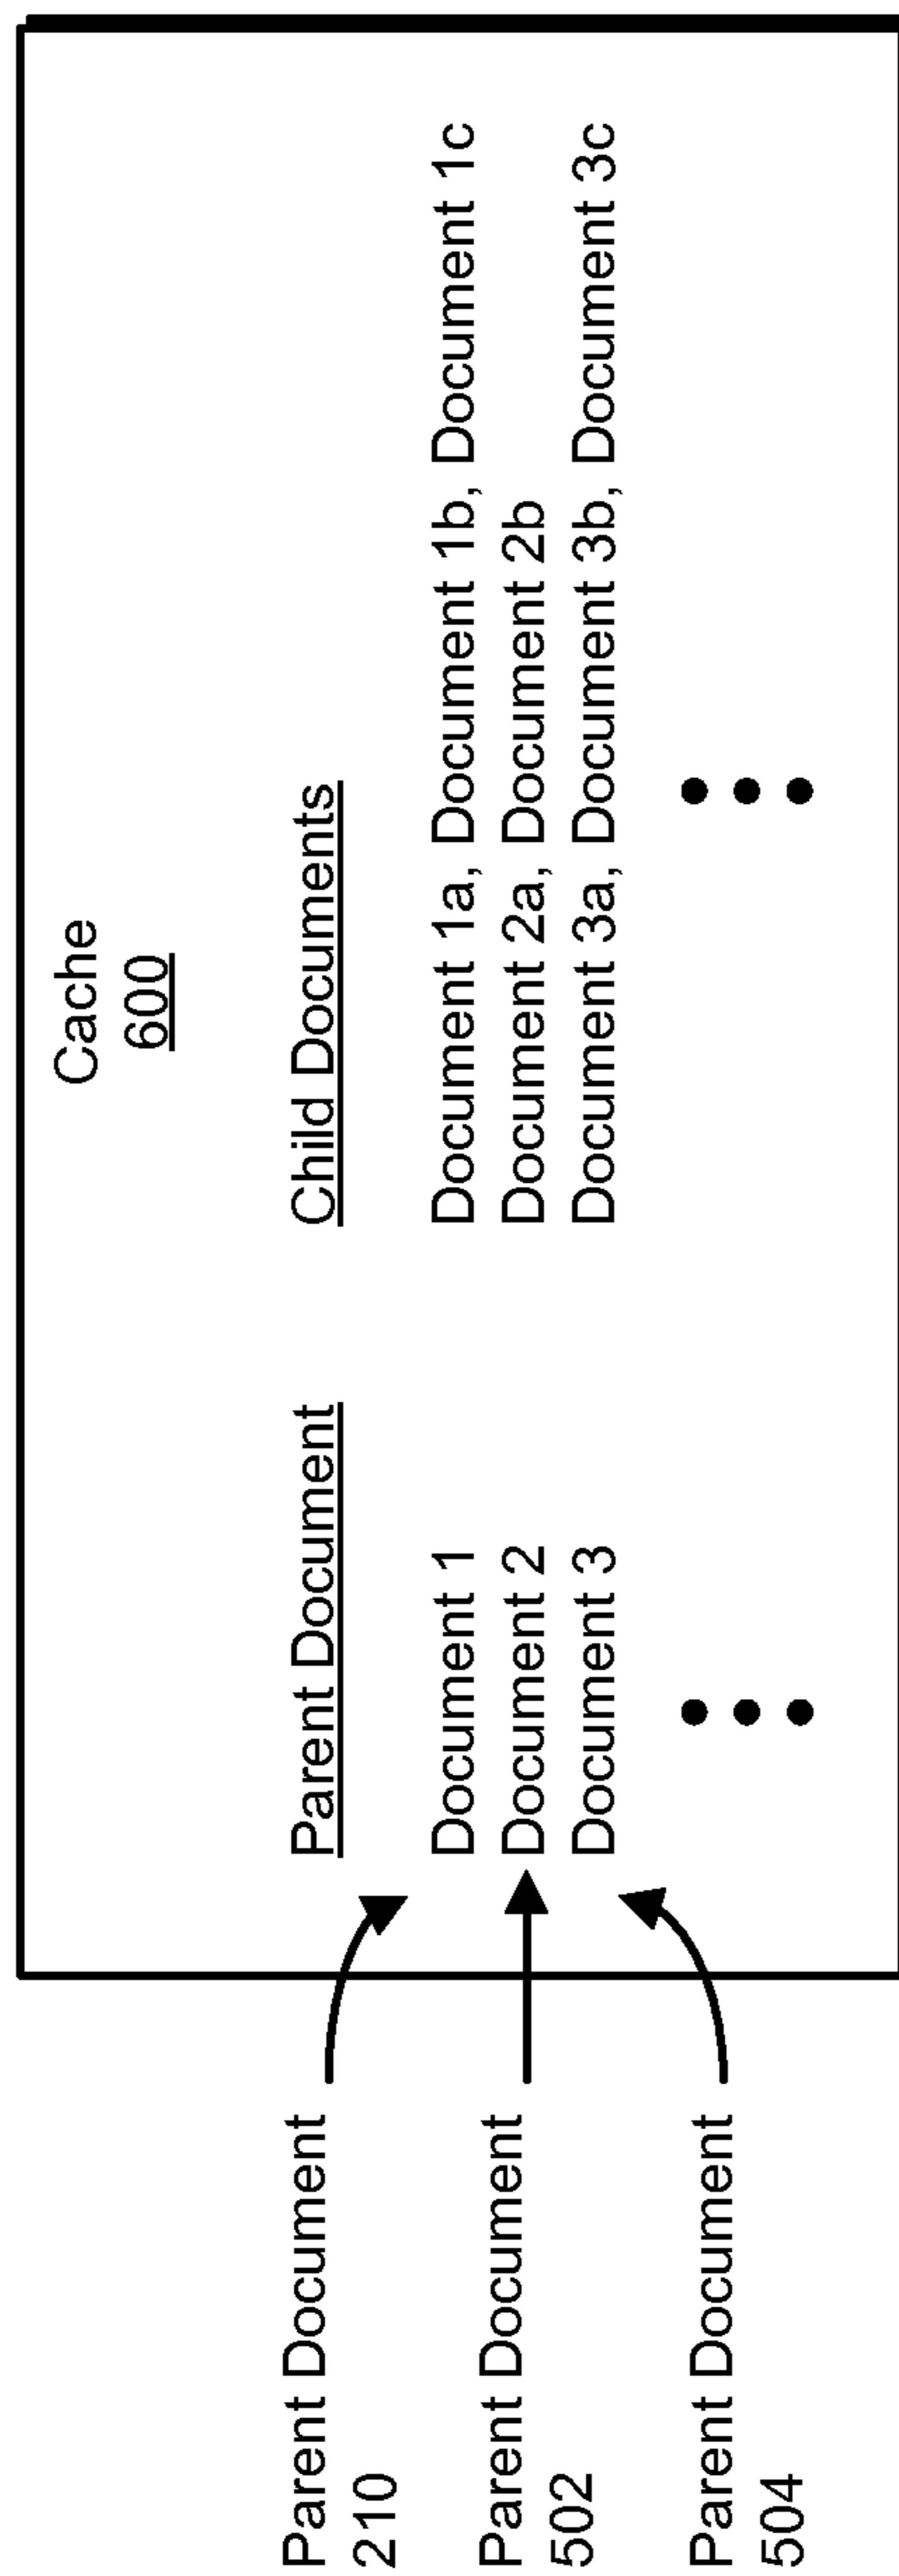 Cache
600
Parent Document
Child Documents
Document 1
Document 1a, Document 1b, Document 1c
Document 2
Document 2a, Document 2b
Document 3
Document 3a, Document 3b, Document 3c
Parent Document
210
Parent Document
502
Parent Document
504